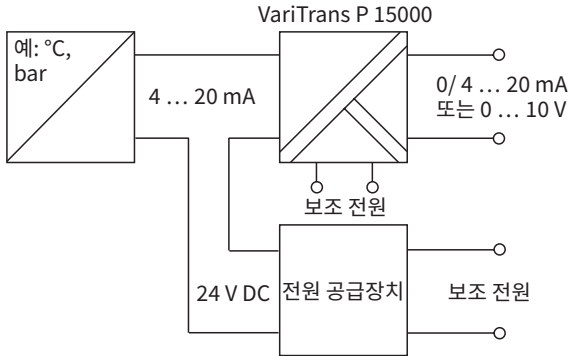 VariTrans P 15000
예: °C,
bar
4 … 20 mA
0/ 4 … 20 mA
또는 0 … 10 V
보조 전원
24 V DC
전원 공급장치
보조 전원